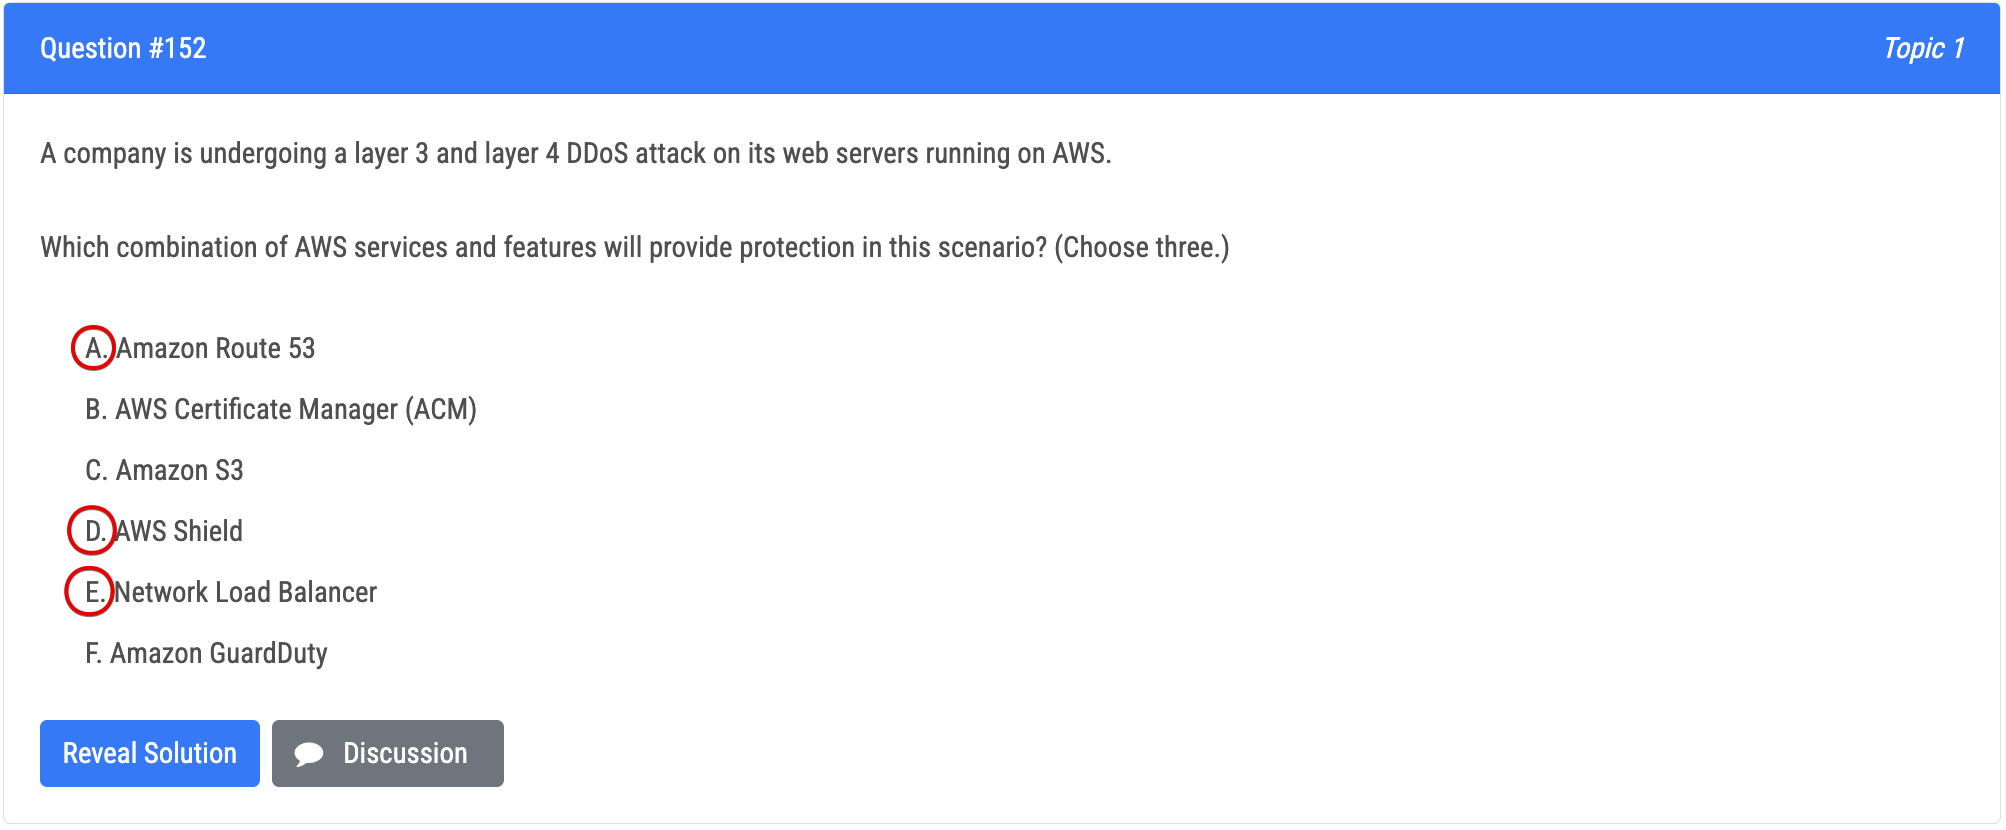 Question #152
Topic 1
A company is undergoing a layer 3 and layer 4 DDoS attack on its web servers running on AWS.
Which combination of AWS services and features will provide protection in this scenario? (Choose three.)
A. Amazon Route 53
B. AWS Certificate Manager (ACM)
C. Amazon S3
D. AWS Shield
E. Network Load Balancer
F. Amazon GuardDuty
Reveal Solution
Discussion